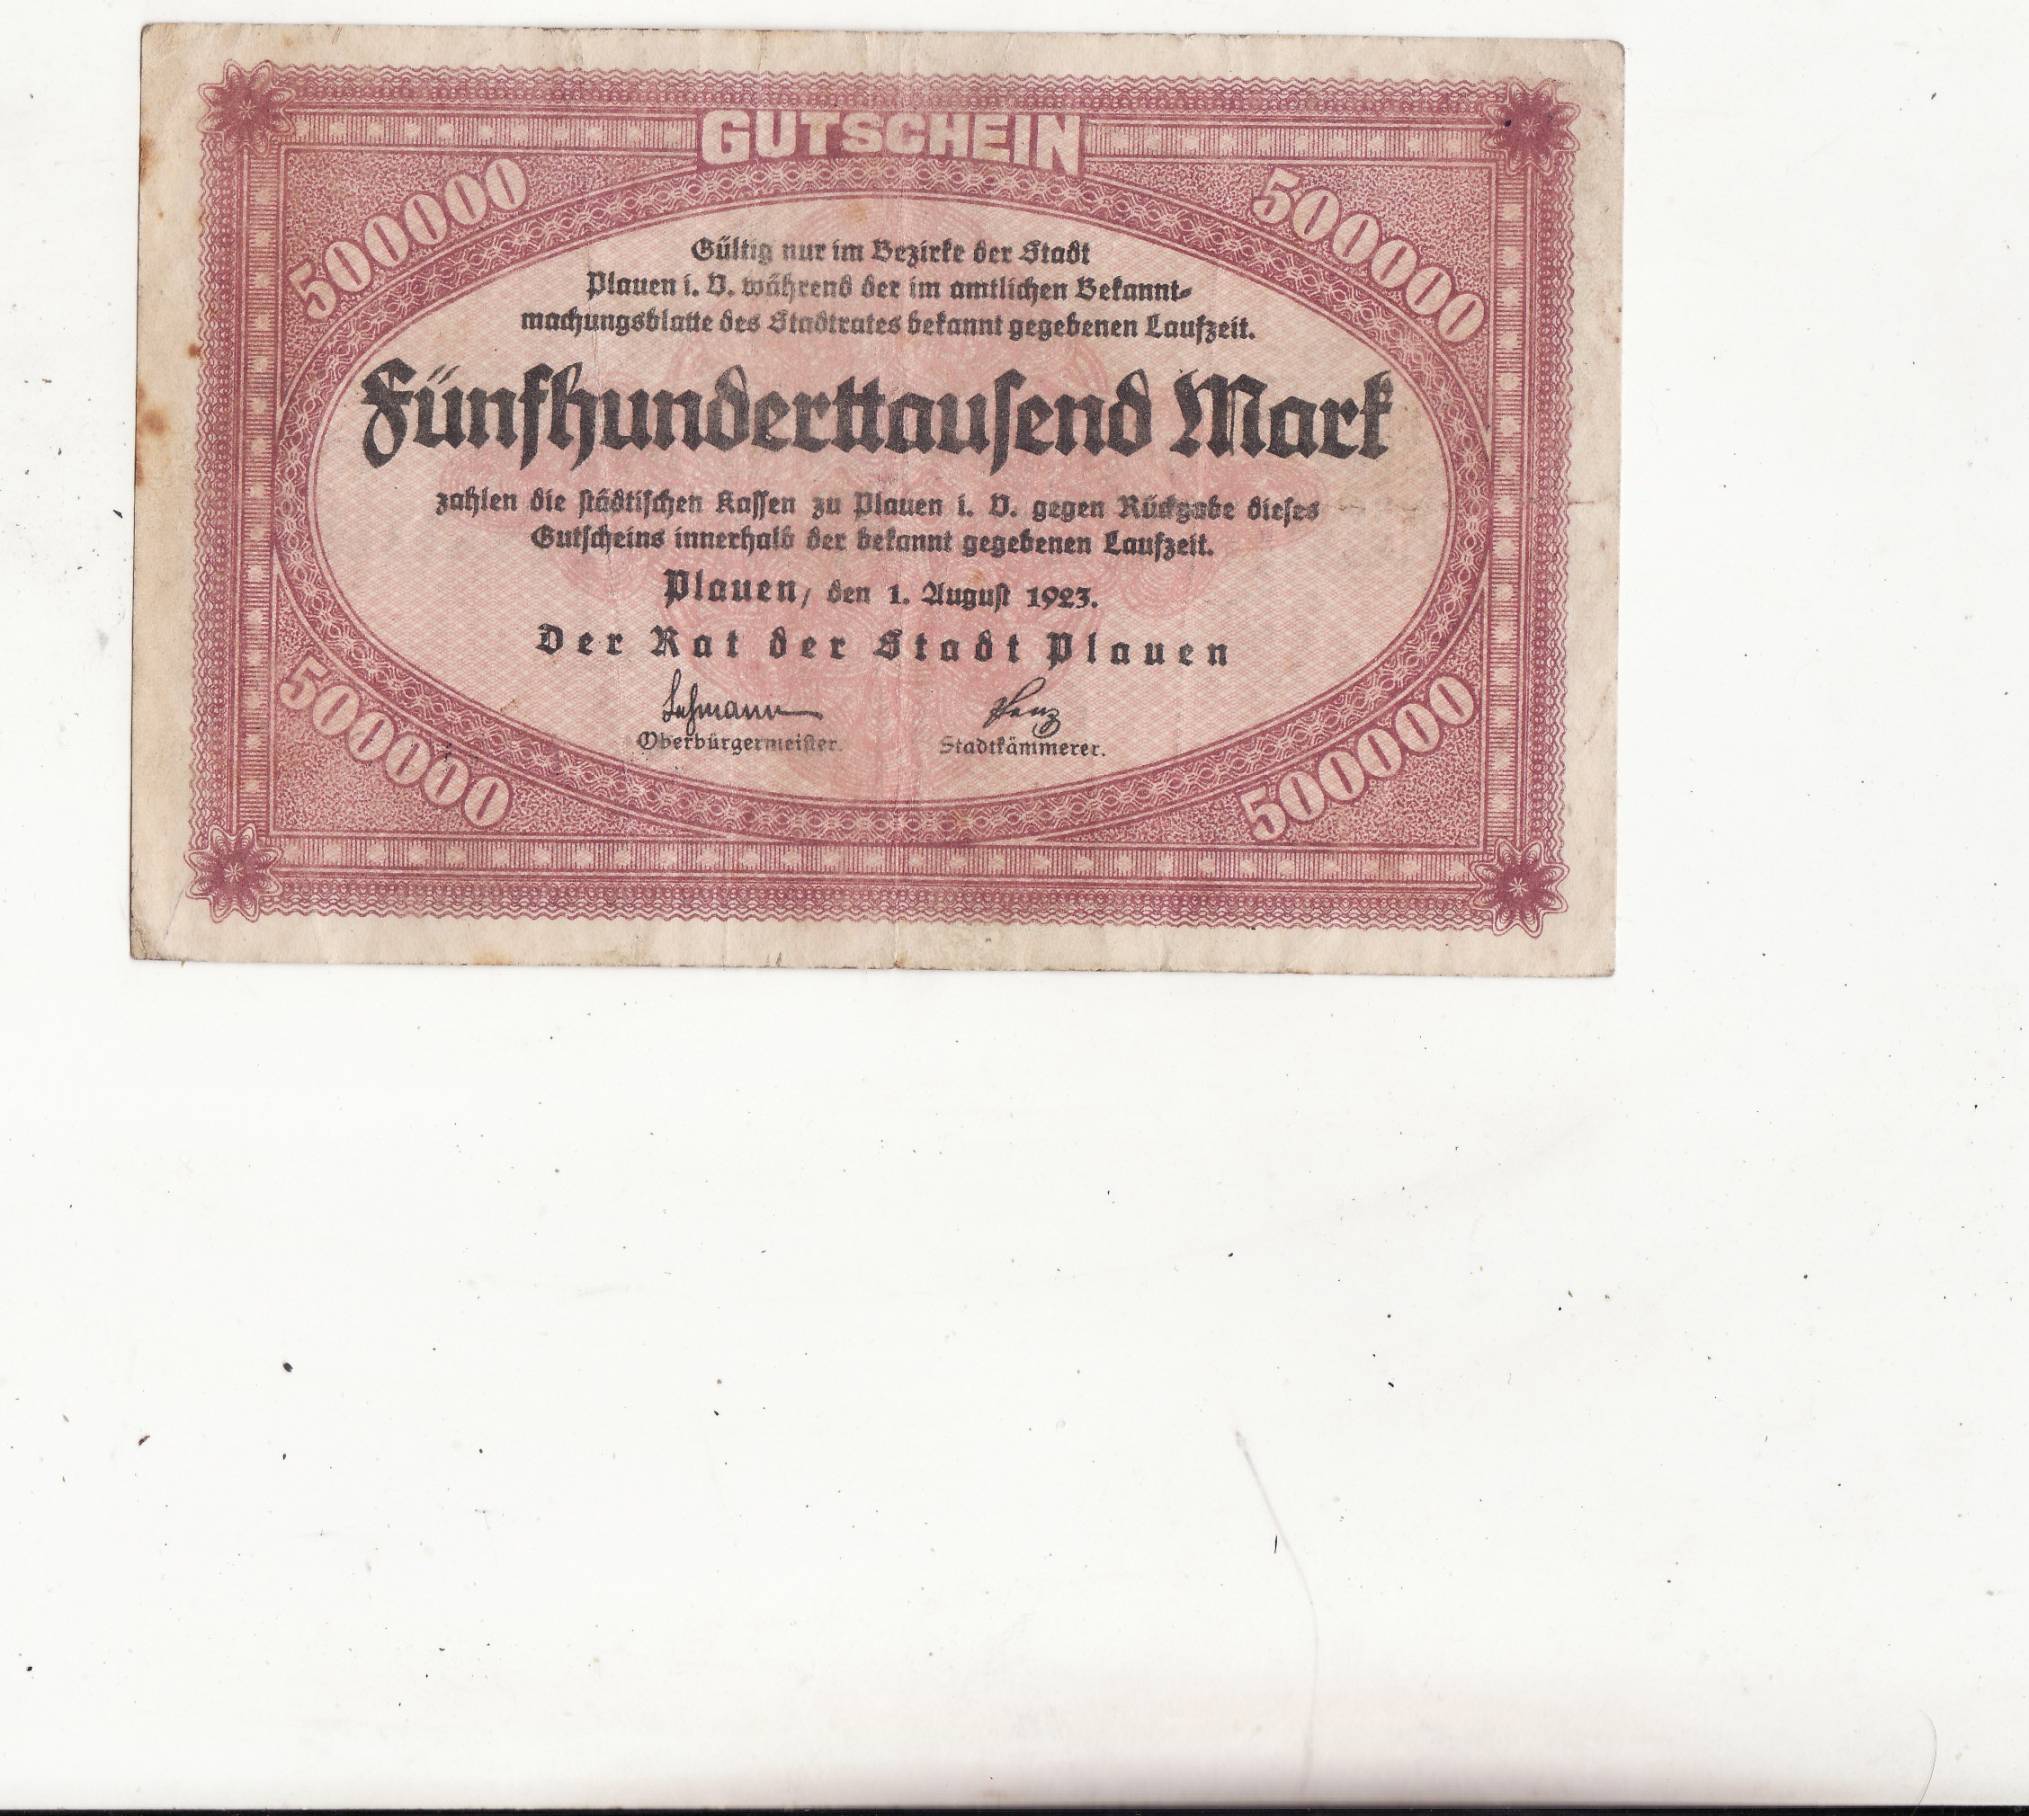 GUTSCHEIN
500000
500000
Gültig nur im Bezirke der Stadt
Plauen i. V. während der im amtlichen Bekannt-
machungsblatte des Stadtrates bekannt gegebenen Laufzeit.
Fünfhunderttausend Mark
zahlen die städtischen Kassen zu Plauen i. V. gegen Rückgabe dieses
Gutscheins innerhalb der bekannt gegebenen Laufzeit.
Plauen, den 1. August 1923.
Der Rat der Stadt Plauen
Lehmann
Oberbürgermeister.
Stadtkämmerer.
500000
500000